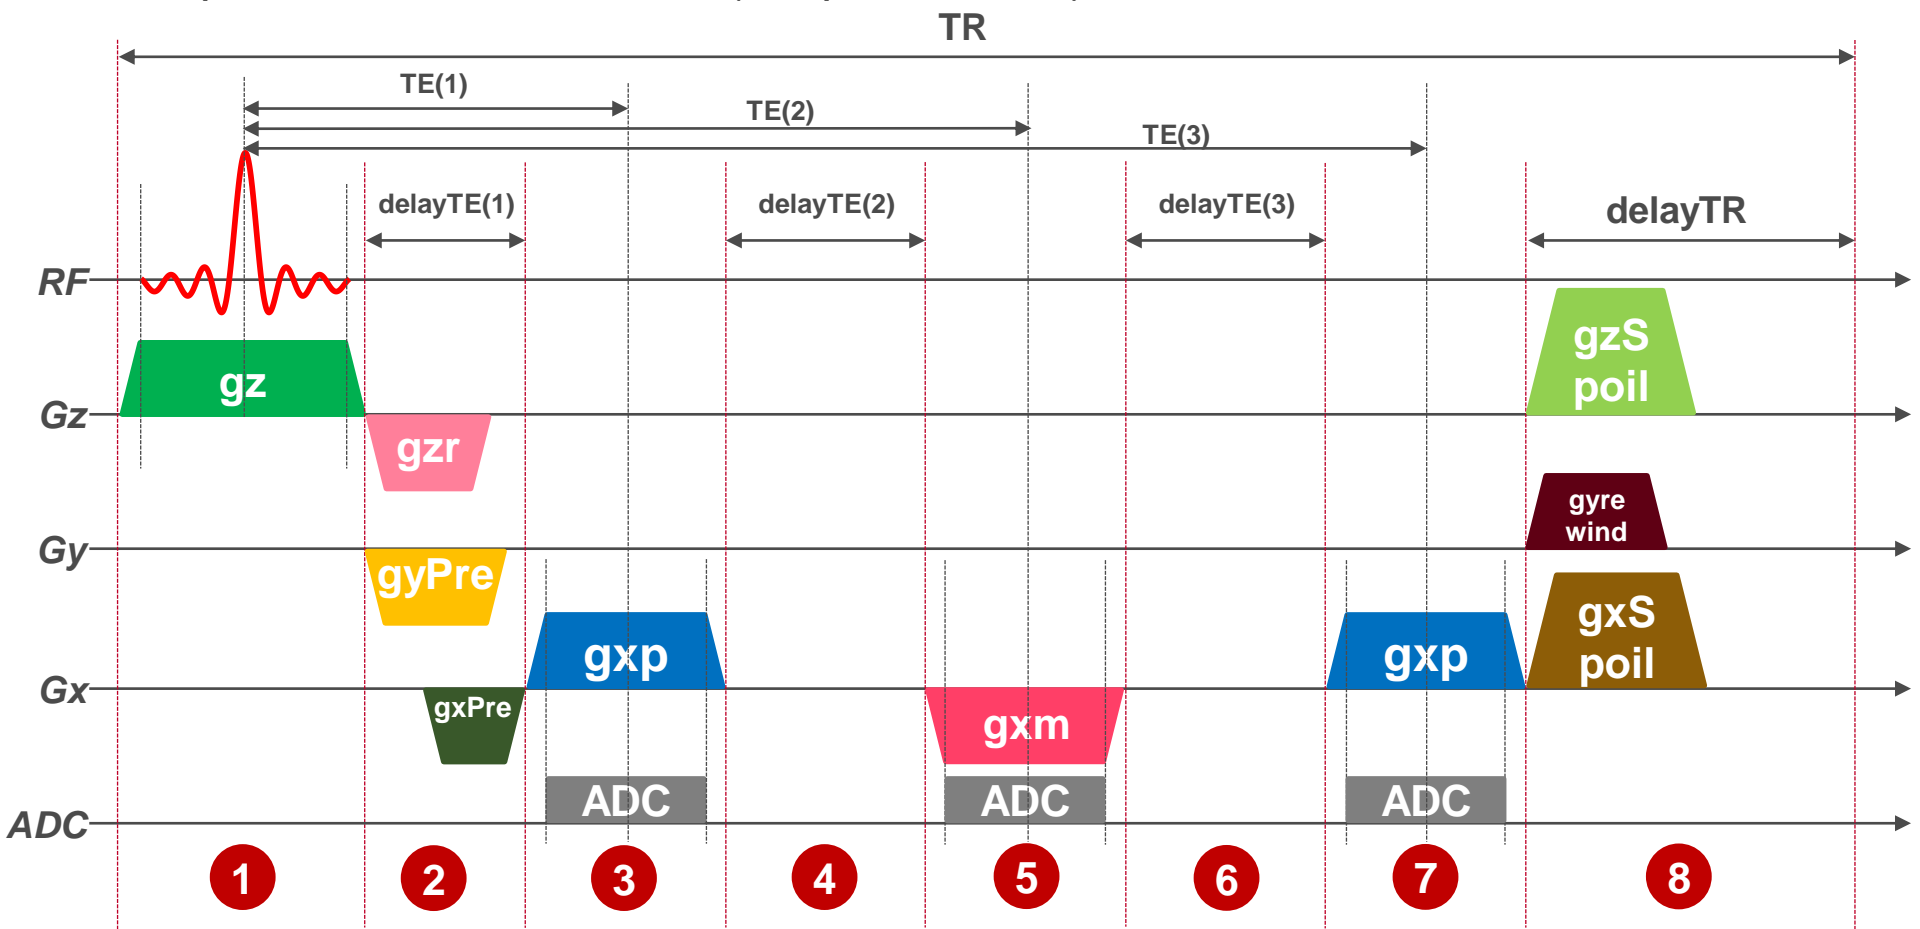 TR
TE(1)
TE(2)
TE(3)
delayTE(1)
delayTE(2)
delayTE(3)
delayTR
RF
gzS
poil
gz
Gz
gzr
gyre
wind
Gy
gyPre
gxS
poil
gxp
gxp
Gx
gxPre
gxm
ADC
ADC
ADC
ADC
1
2
3
4
5
6
7
8